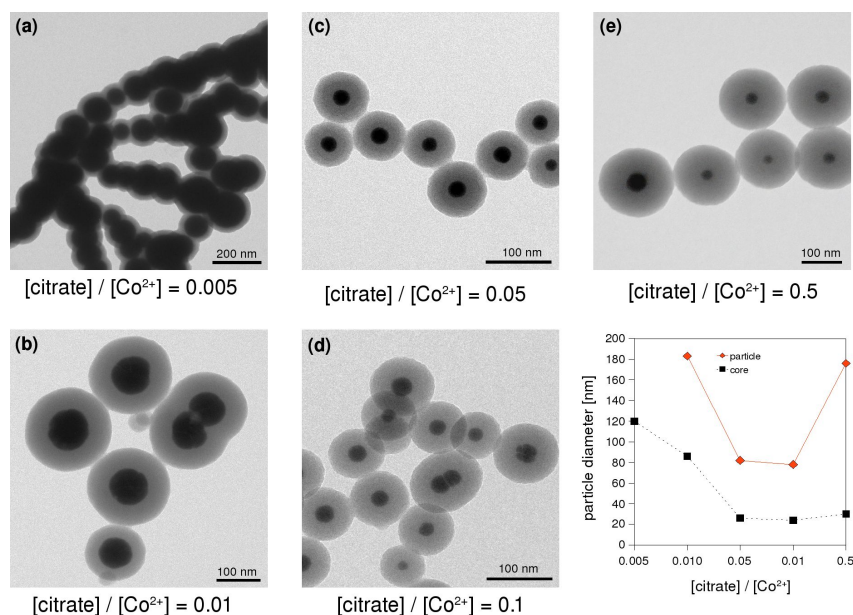 (a)
200 nm
[citrate] / [Co²⁺] = 0.005
(c)
100 nm
[citrate] / [Co²⁺] = 0.05
(e)
100 nm
[citrate] / [Co²⁺] = 0.5
(b)
100 nm
[citrate] / [Co²⁺] = 0.01
(d)
100 nm
[citrate] / [Co²⁺] = 0.1
particle
core
particle diameter [nm]
200
180
160
140
120
100
80
60
40
20
0
0.005 0.010 0.05 0.01 0.5
[citrate] / [Co²⁺]